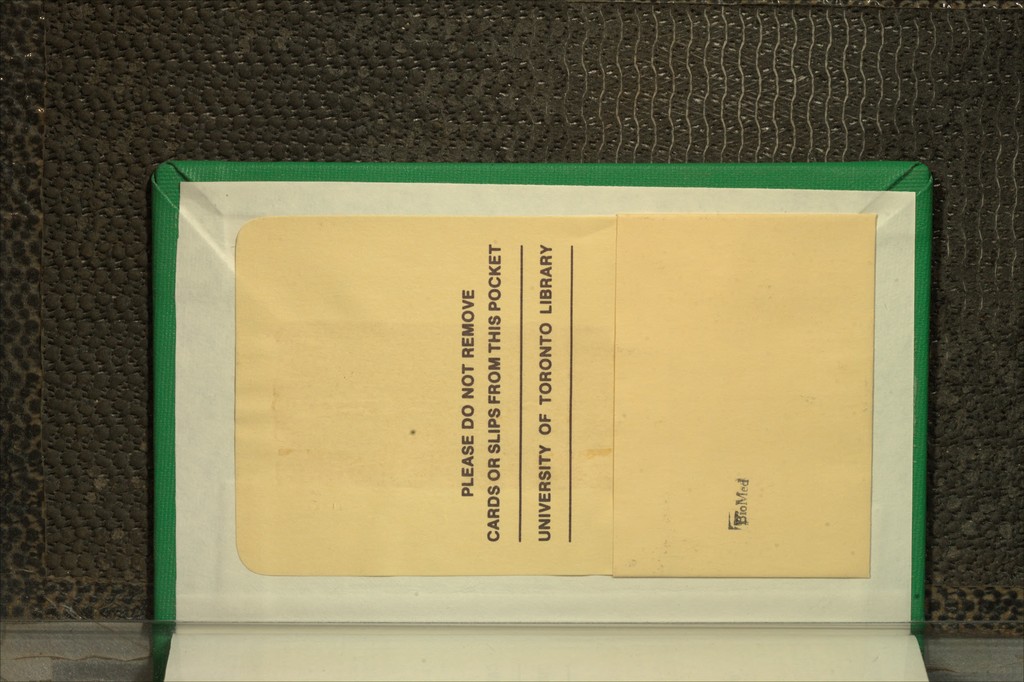 PLEASE DO NOT REMOVE
CARDS OR SLIPS FROM THIS POCKET
UNIVERSITY OF TORONTO LIBRARY
BioMed